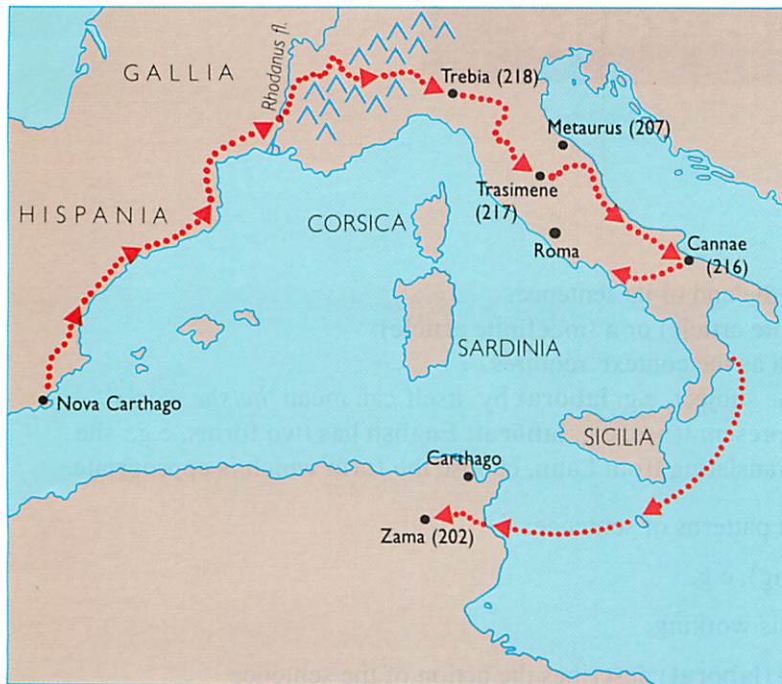 GALLIA
Rhodanus fl.
Trebia (218)
Metaurus (207)
HISPANIA
CORSICA
Trasimene
(217)
Roma
Cannae
(216)
SARDINIA
Nova Carthago
SICILIA
Carthago
Zama (202)